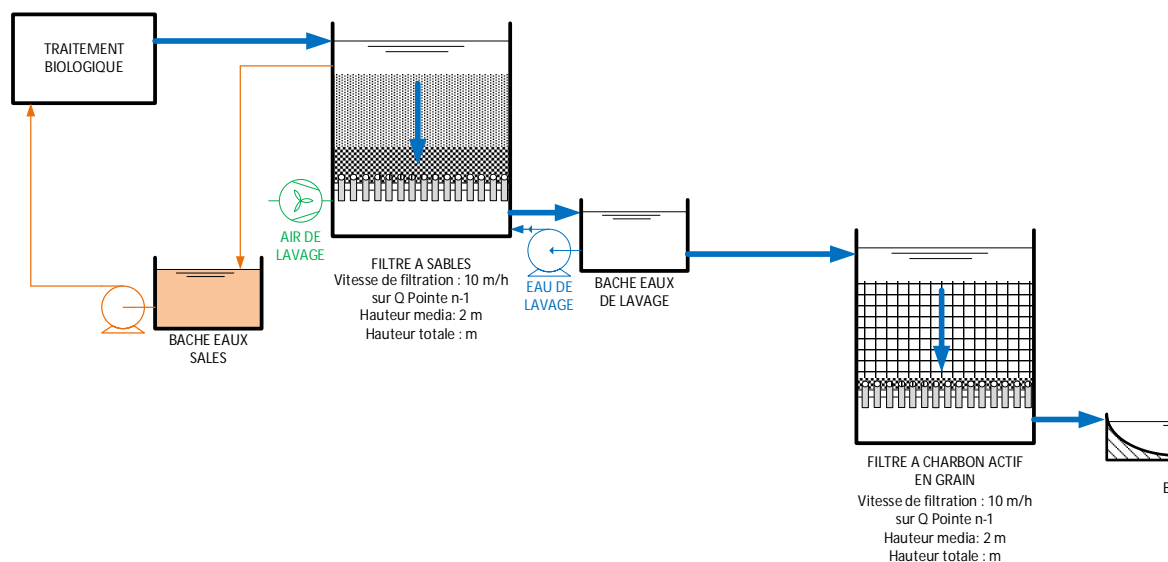 TRAITEMENT
BIOLOGIQUE
AIR DE
LAVAGE
FILTRE A SABLES
Vitesse de filtration : 10 m/h
sur Q Pointe n-1
Hauteur media: 2 m
Hauteur totale : m
EAU DE
LAVAGE
BACHE EAUX
DE LAVAGE
BACHE EAUX
SALES
FILTRE A CHARBON ACTIF
EN GRAIN
Vitesse de filtration : 10 m/h
sur Q Pointe n-1
Hauteur media: 2 m
Hauteur totale : m